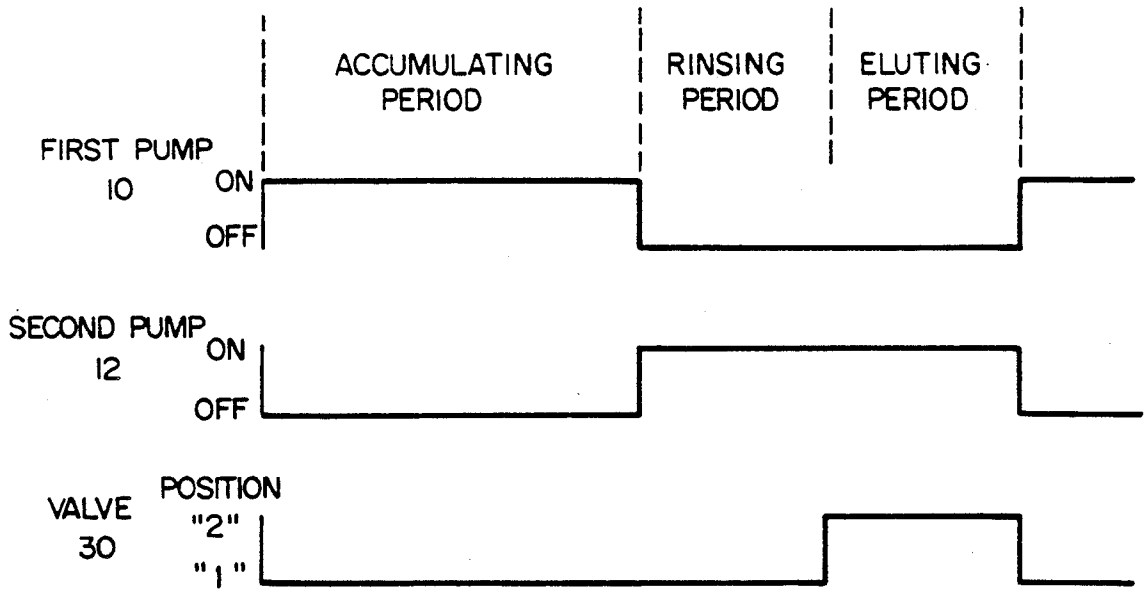 ACCUMULATING PERIOD
RINSING PERIOD
ELUTING PERIOD
FIRST PUMP
10
ON
OFF
SECOND PUMP
12
ON
OFF
VALVE
30
POSITION
"2"
"1"